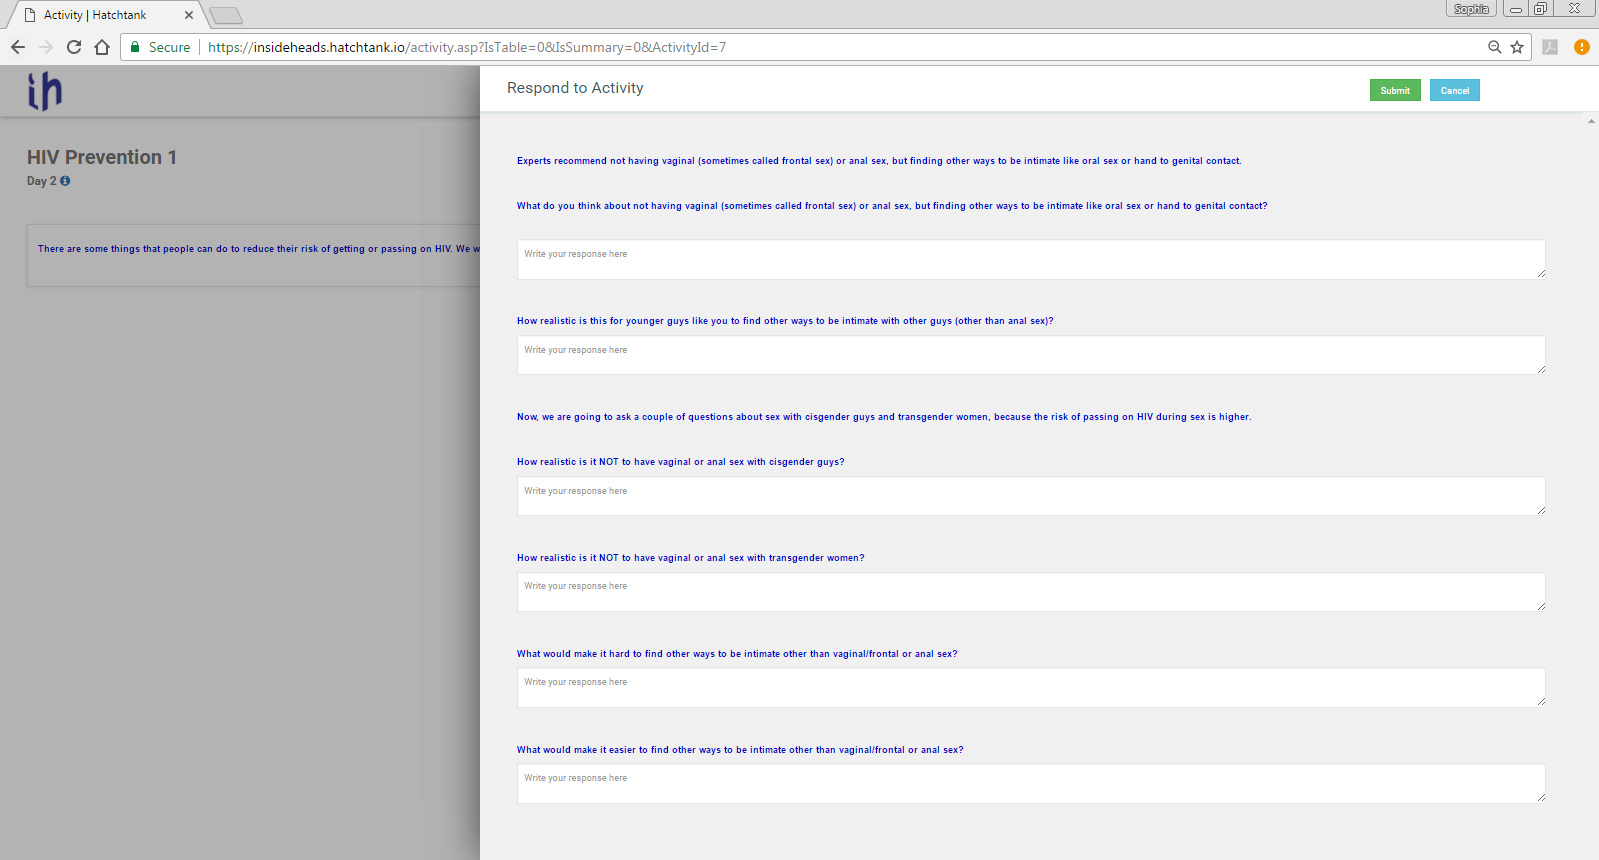 Activity | Hatchtank
Sophia
Secure
https://insideheads.hatchtank.io/activity.asp?IsTable=0&IsSummary=0&ActivityId=7
ih
Respond to Activity
Submit
Cancel
HIV Prevention 1
Day 2
There are some things that people can do to reduce their risk of getting or passing on HIV. We w
Experts recommend not having vaginal (sometimes called frontal sex) or anal sex, but finding other ways to be intimate like oral sex or hand to genital contact.
What do you think about not having vaginal (sometimes called frontal sex) or anal sex, but finding other ways to be intimate like oral sex or hand to genital contact?
Write your response here
How realistic is this for younger guys like you to find other ways to be intimate with other guys (other than anal sex)?
Write your response here
Now, we are going to ask a couple of questions about sex with cisgender guys and transgender women, because the risk of passing on HIV during sex is higher.
How realistic is it NOT to have vaginal or anal sex with cisgender guys?
Write your response here
How realistic is it NOT to have vaginal or anal sex with transgender women?
Write your response here
What would make it hard to find other ways to be intimate other than vaginal/frontal or anal sex?
Write your response here
What would make it easier to find other ways to be intimate other than vaginal/frontal or anal sex?
Write your response here